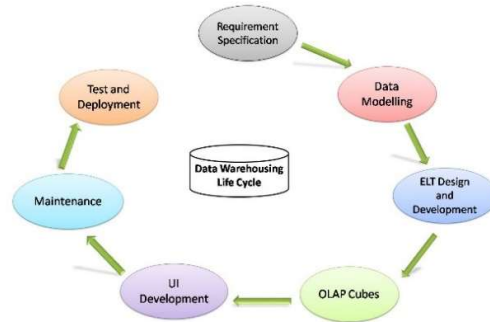 Requirement
Specification
Data
Modelling
ELT Design
and
Development
OLAP Cubes
UI
Development
Maintenance
Test and
Deployment
Data Warehousing
Life Cycle